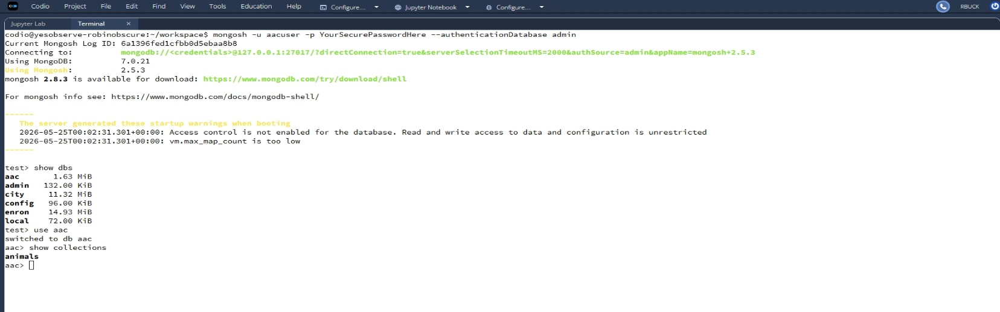 Codio Project File Edit Find View Tools Education Help Configure.... Jupyter Notebook Configure.... RBUCK
Jupyter Lab Terminal ×
codio@yesobserve-robinobscure:~/workspace$ mongosh -u aacuser -p YourSecurePasswordHere --authenticationDatabase admin
Current Mongosh Log ID: 6a1396fed1cfbb0d5ebaa8b8
Connecting to: mongodb://<credentials>@127.0.0.1:27017/?directConnection=true&serverSelectionTimeoutMS=2000&authSource=admin&appName=mongosh+2.5.3
Using MongoDB: 7.0.21
Using Mongosh: 2.5.3
mongosh 2.8.3 is available for download: https://www.mongodb.com/try/download/shell
For mongosh info see: https://www.mongodb.com/docs/mongodb-shell/
------
The server generated these startup warnings when booting
2026-05-25T00:02:31.301+00:00: Access control is not enabled for the database. Read and write access to data and configuration is unrestricted
2026-05-25T00:02:31.301+00:00: vm.max_map_count is too low
------
test> show dbs
aac 1.63 MiB
admin 132.00 KiB
city 11.32 MiB
config 96.00 KiB
enron 14.93 MiB
local 72.00 KiB
test> use aac
switched to db aac
aac> show collections
animals
aac>